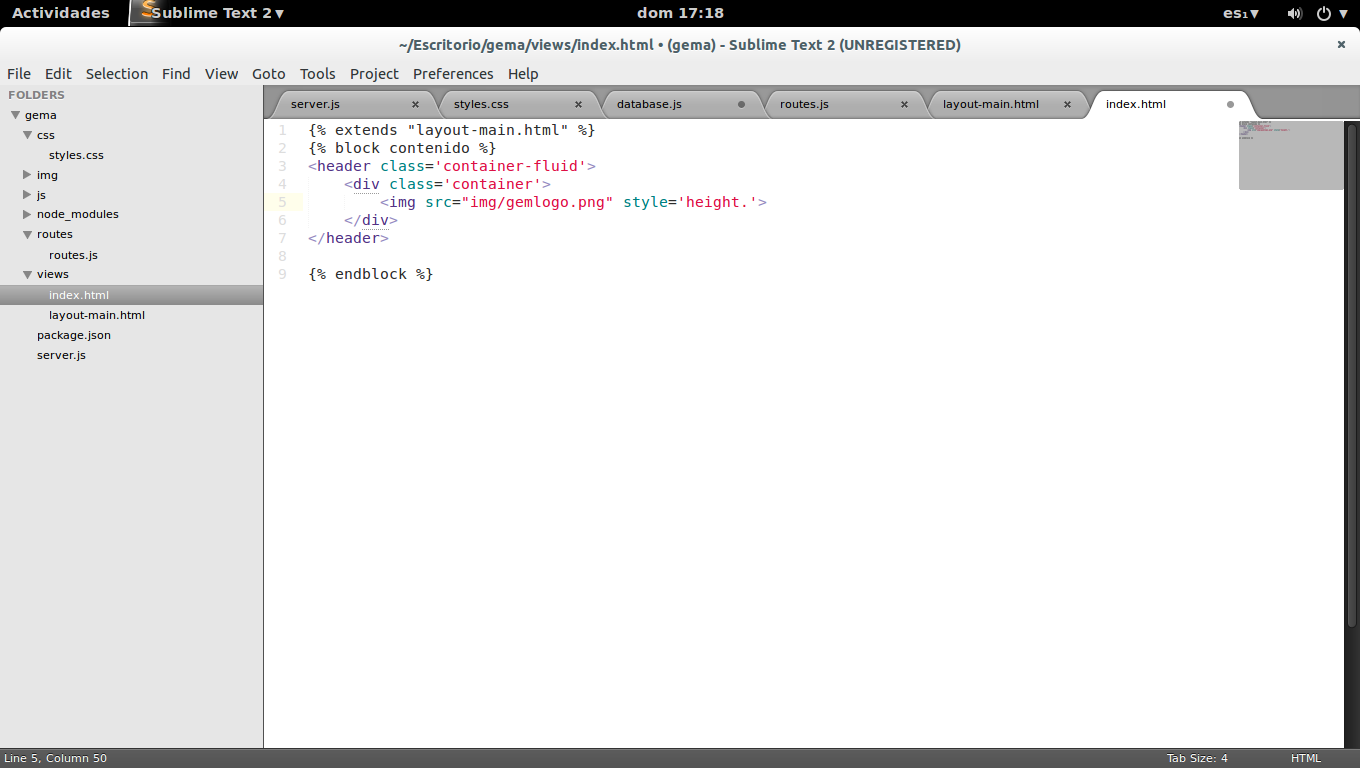 Actividades Sublime Text 2 dom 17:18 es₁
~/Escritorio/gema/views/index.html • (gema) - Sublime Text 2 (UNREGISTERED)
File Edit Selection Find View Goto Tools Project Preferences Help
FOLDERS
gema
css
styles.css
img
js
node_modules
routes
routes.js
views
index.html
layout-main.html
package.json
server.js
server.js styles.css database.js routes.js layout-main.html index.html
1 {% extends "layout-main.html" %}
2 {% block contenido %}
3 <header class='container-fluid'>
4 <div class='container'>
5 <img src="img/gemlogo.png" style='height.'>
6 </div>
7 </header>
8
9 {% endblock %}
Line 5, Column 50 Tab Size: 4 HTML